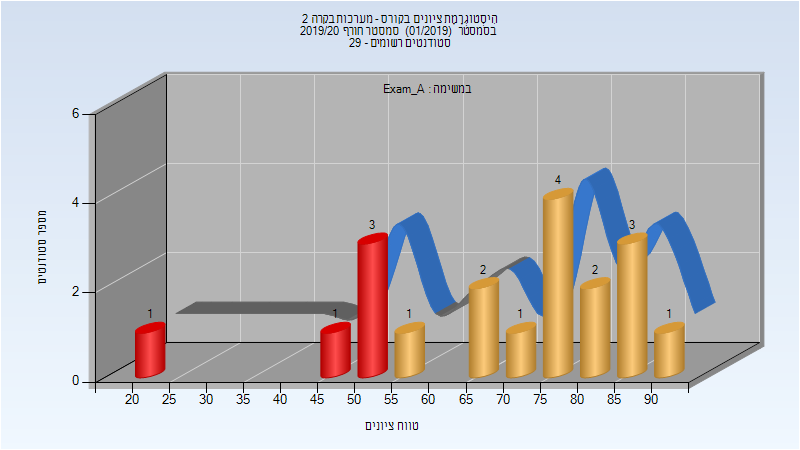 היסטוגרמת ציונים בקורס - מערכות בקרה 2
בסמסטר (01/2019) סמסטר חורף 2019/20
סטודנטים רשומים - 29
במשימה : Exam_A
מספר סטודנטים
6
4
2
0
1
1
3
1
2
1
4
2
3
1
20 25 30 35 40 45 50 55 60 65 70 75 80 85 90
טווח ציונים